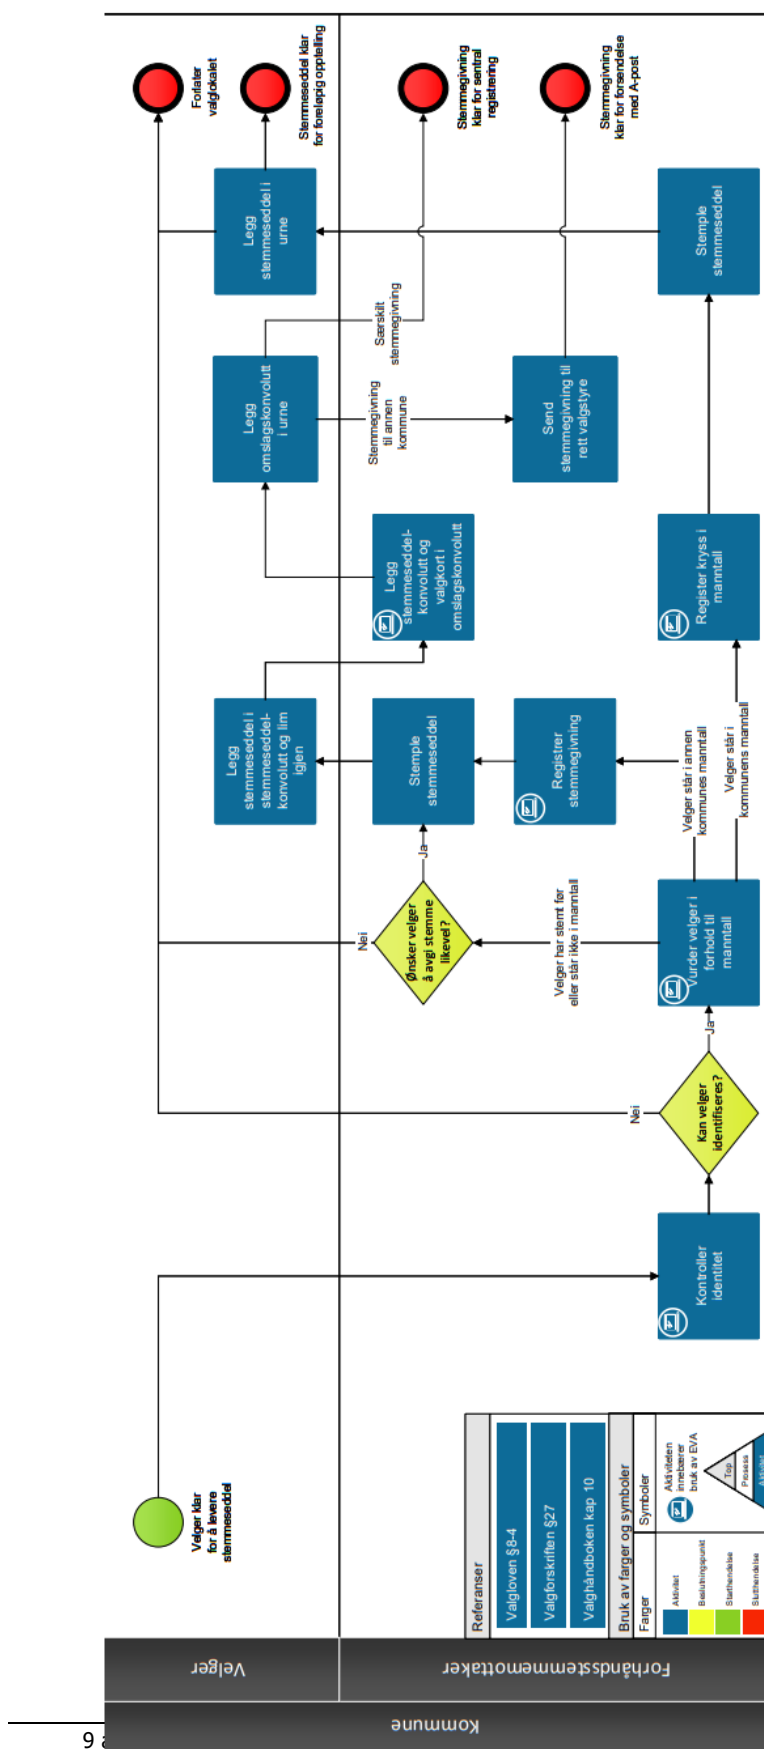 Kommune
Velger
Forhåndsstemmemottaker
Velger klar
for å levere
stemmeseddel
Kontroller
identitet
Kan velger
identifiseres?
Nei
Ja
Vurder velger i
forhold til
manntall
Velger har stemt før
eller står ikke i manntall
Velger står i annen
kommunes manntall
Velger står i
kommunens manntall
Ønsker velger
å avgi stemme
likevel?
Nei
Ja
Registrer
stemmegivning
Stemple
stemmeseddel
Legg
stemmeseddel i
stemmeseddel-
konvolutt og lim
igjen
Legg
stemmeseddel-
konvolutt og
valgkort i
omslagskonvolutt
Register kryss i
manntall
Legg
omslagskonvolutt
i urne
Stemmegivning
til annen
kommune
Særskilt
stemmegivning
Send
stemmegivning til
rett valgstyre
Stemple
stemmeseddel
Legg
stemmeseddel i
urne
Forlater
valglokalet
Stemmeseddel klar
for foreløpig opptelling
Stemmegivning
klar for sentral
registrering
Stemmegivning
klar for forsendelse
med A-post
Referanser
Valgloven §8-4
Valgforskriften §27
Valghåndboken kap 10
Bruk av farger og symboler
Farger
Symboler
Aktivitet
Beslutningspunkt
Starthendelse
Slutthendelse
Aktiviteten
innebærer
bruk av EVA
Top
Prosess
Aktivitet
9